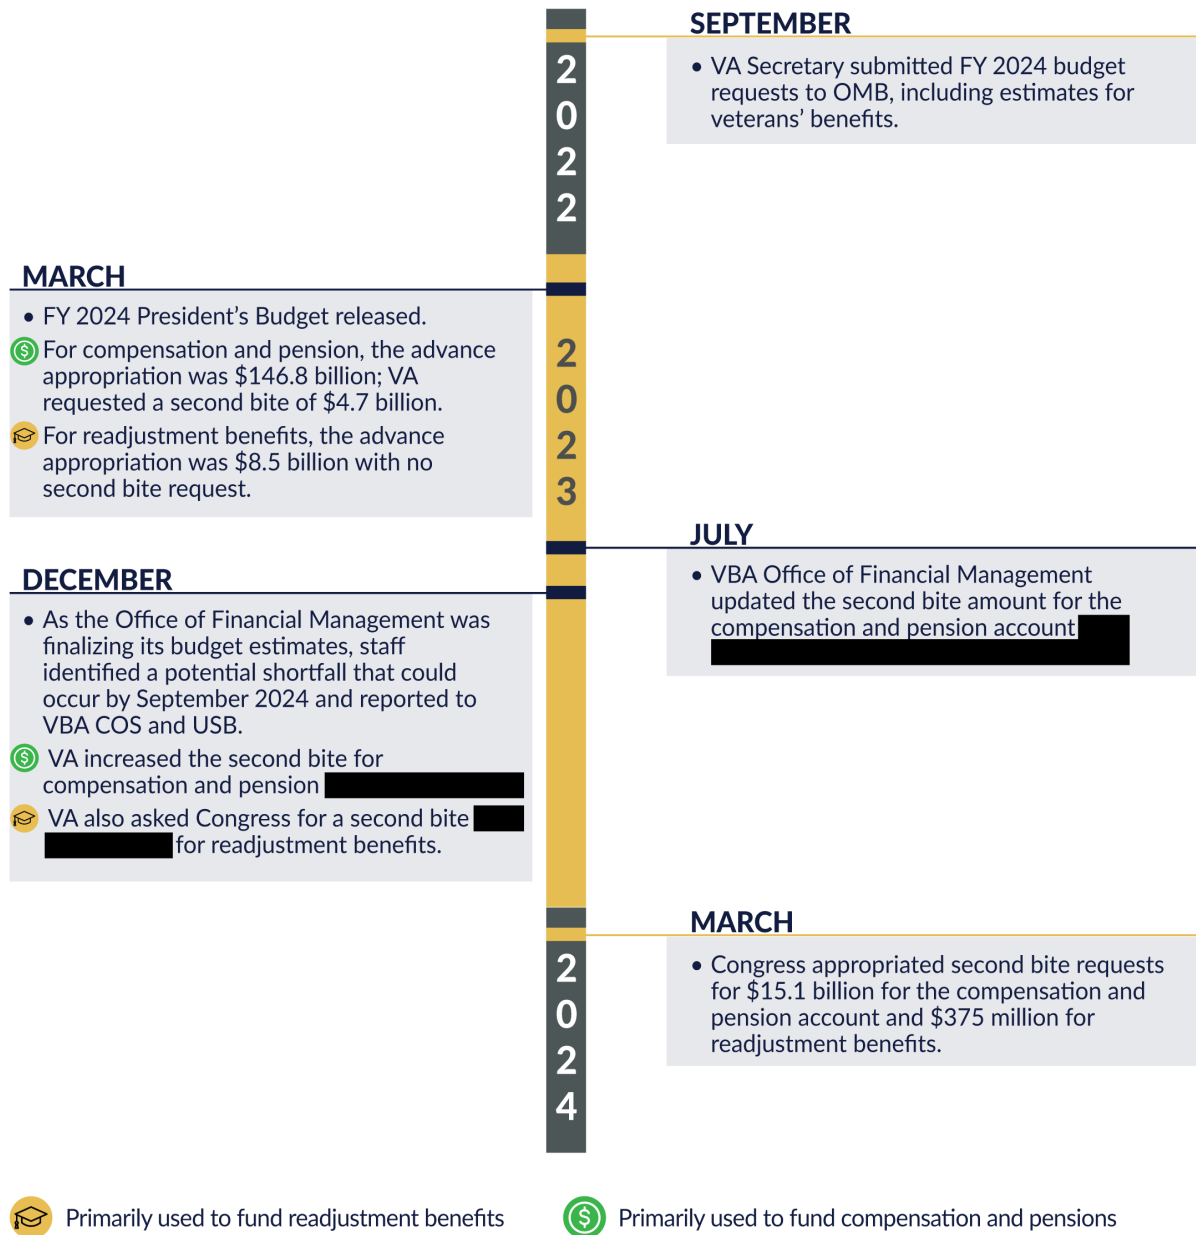 SEPTEMBER
• VA Secretary submitted FY 2024 budget
requests to OMB, including estimates for
veterans’ benefits.
2
0
2
2
MARCH
• FY 2024 President’s Budget released.
For compensation and pension, the advance
appropriation was $146.8 billion; VA
requested a second bite of $4.7 billion.
For readjustment benefits, the advance
appropriation was $8.5 billion with no
second bite request.
2
0
2
3
JULY
• VBA Office of Financial Management
updated the second bite amount for the
compensation and pension account
DECEMBER
• As the Office of Financial Management was
finalizing its budget estimates, staff
identified a potential shortfall that could
occur by September 2024 and reported to
VBA COS and USB.
VA increased the second bite for
compensation and pension
VA also asked Congress for a second bite
for readjustment benefits.
MARCH
• Congress appropriated second bite requests
for $15.1 billion for the compensation and
pension account and $375 million for
readjustment benefits.
2
0
2
4
Primarily used to fund readjustment benefits
$ Primarily used to fund compensation and pensions